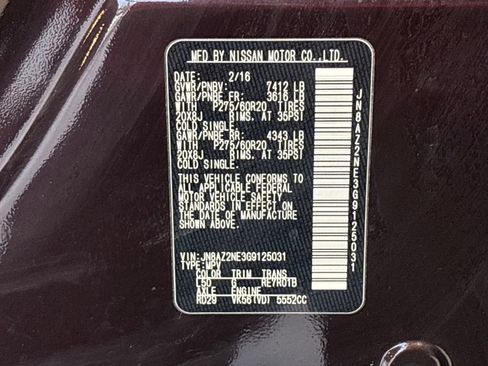 MFD BY NISSAN MOTOR CO.,LTD.
DATE: 2/16
GVWR/PNBV: 7412 LB
GAWR/PNBE FR: 3616 LB
WITH P275/60R20 TIRES
20X8J RIMS, AT 35PSI
COLD SINGLE.
GAWR/PNBE RR: 4343 LB
WITH P275/60R20 TIRES
20X8J RIMS, AT 35PSI
COLD SINGLE.
THIS VEHICLE CONFORMS TO
ALL APPLICABLE FEDERAL
MOTOR VEHICLE SAFETY
STANDARDS IN EFFECT ON
THE DATE OF MANUFACTURE
SHOWN ABOVE.
VIN:JN8AZ2NE3G9125031
TYPE:MPV
COLOR TRIM TRANS
L50 G RE7R01B
AXLE ENGINE
RD29 VK56(VD) 5552CC
JN8AZ2NE3G9125031